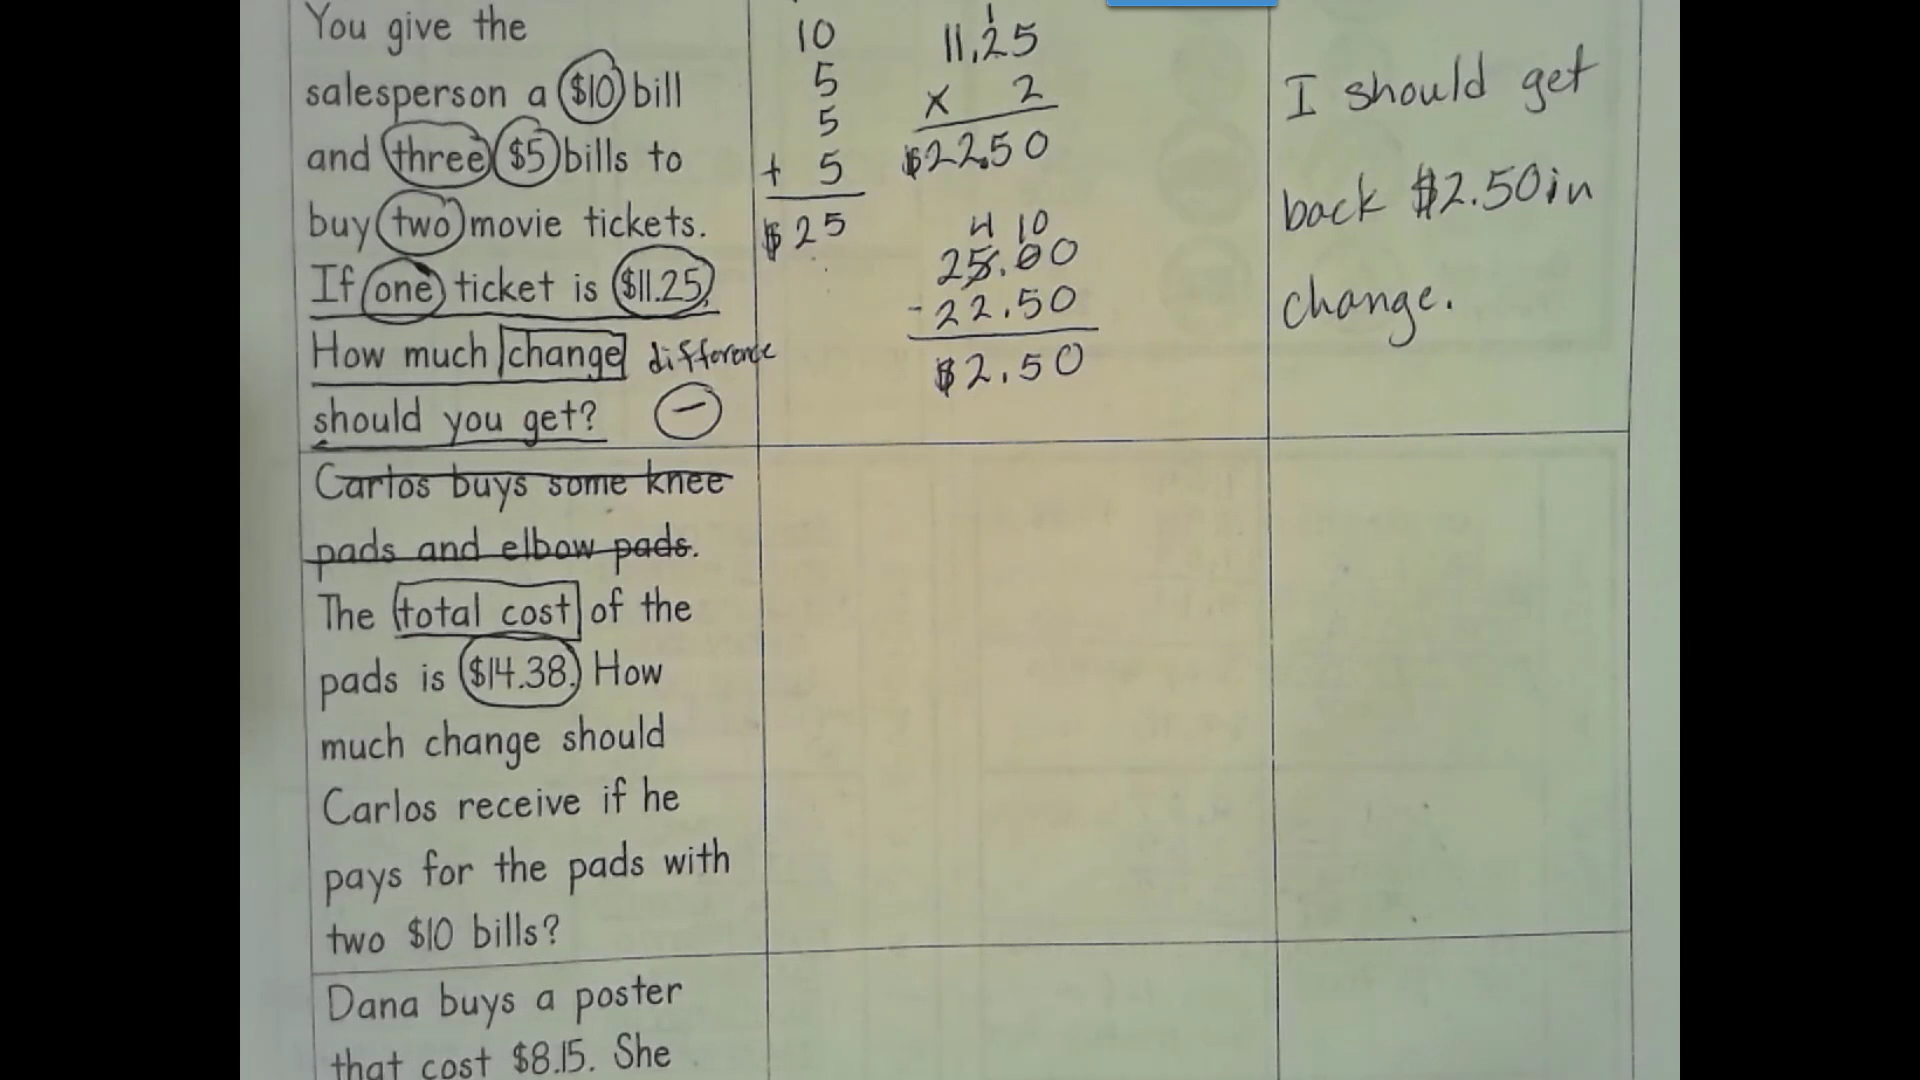 You give the
salesperson a $10 bill
and three $5 bills to
buy two movie tickets.
If one ticket is $11.25,
How much change difference
should you get? −
10
5
5
+ 5
$25
1
11.25
x 2
$22.50
4 10
25.00
-22.50
$2.50
I should get
back $2.50 in
change.
Carlos buys some knee
pads and elbow pads.
The total cost of the
pads is $14.38. How
much change should
Carlos receive if he
pays for the pads with
two $10 bills?
Dana buys a poster
that cost $8.15. She